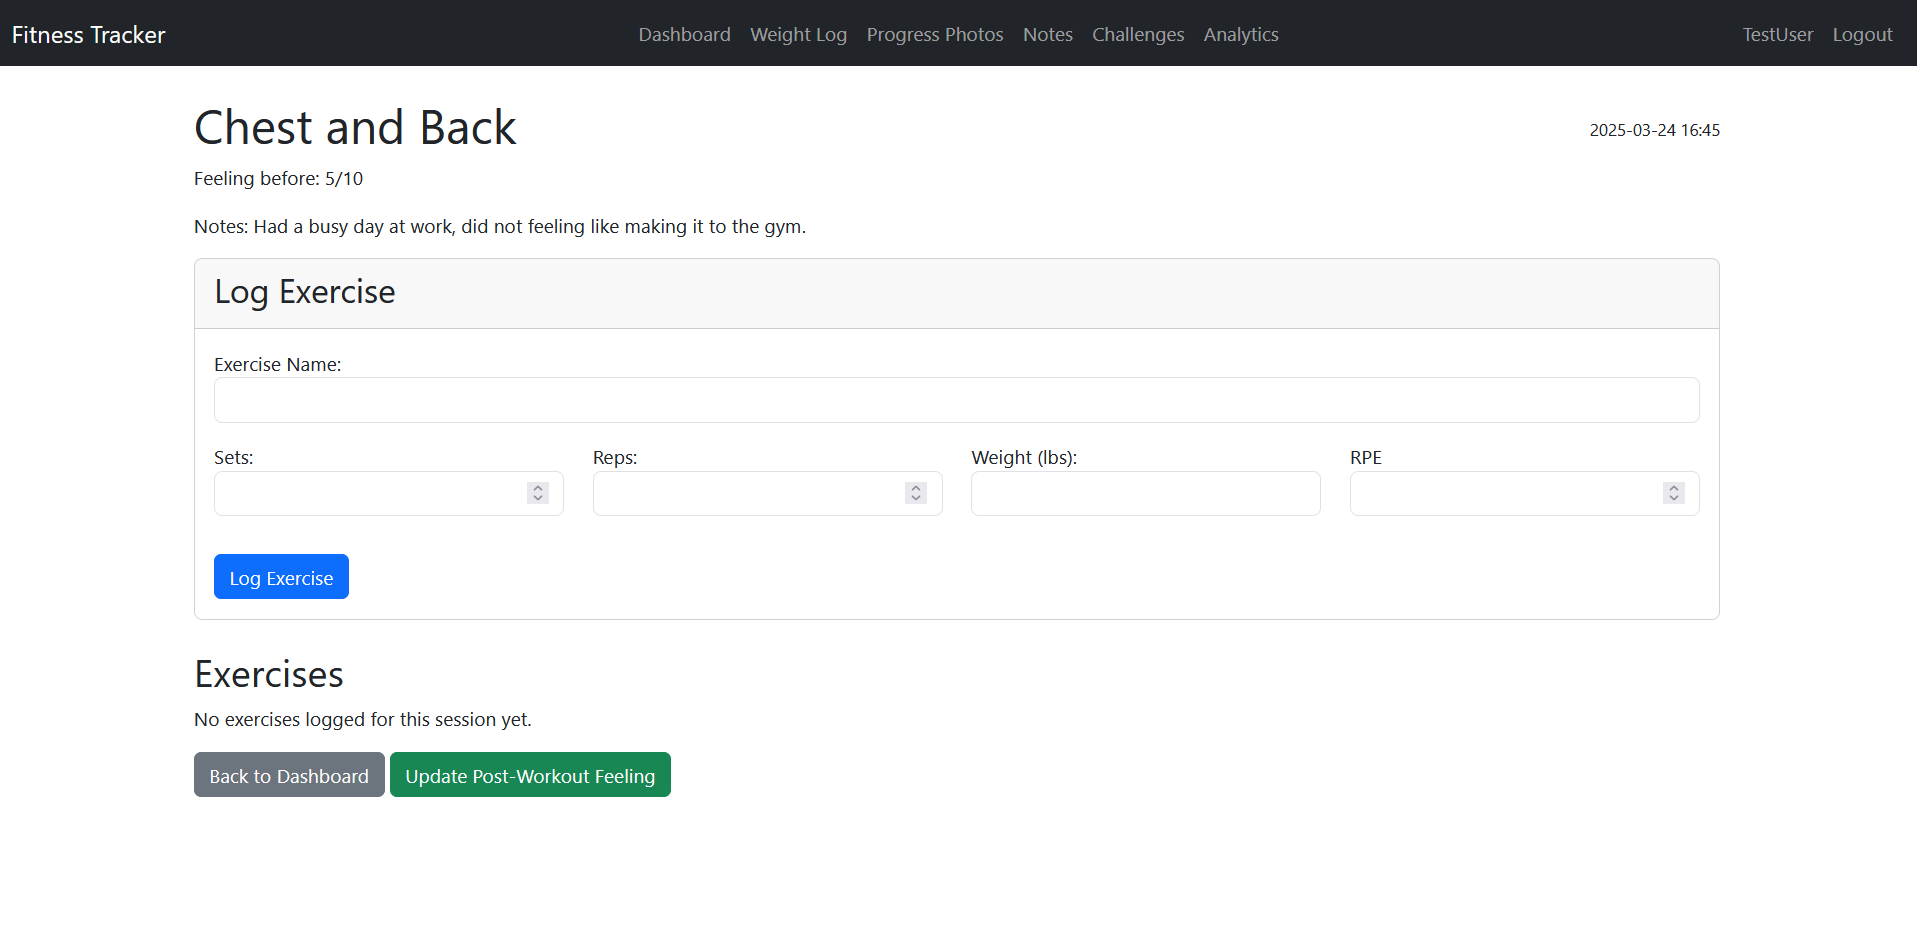 Fitness Tracker Dashboard Weight Log Progress Photos Notes Challenges Analytics TestUser Logout
Chest and Back
2025-03-24 16:45
Feeling before: 5/10
Notes: Had a busy day at work, did not feeling like making it to the gym.
Log Exercise
Exercise Name:
Sets: Reps: Weight (lbs): RPE
Log Exercise
Exercises
No exercises logged for this session yet.
Back to Dashboard Update Post-Workout Feeling